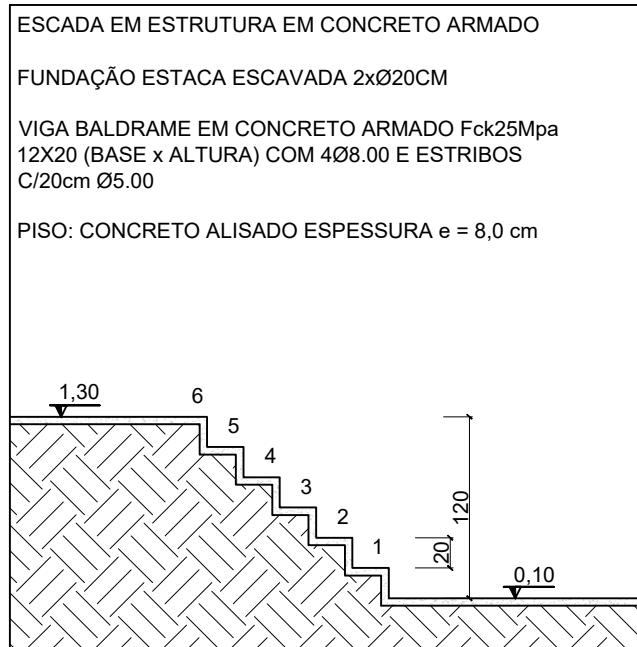 ESCADA EM ESTRUTURA EM CONCRETO ARMADO
FUNDAÇÃO ESTACA ESCAVADA 2xØ20CM
VIGA BALDRAME EM CONCRETO ARMADO Fck25Mpa
12X20 (BASE x ALTURA) COM 4Ø8.00 E ESTRIBOS
C/20cm Ø5.00
PISO: CONCRETO ALISADO ESPESSURA e = 8,0 cm
1,30
6
5
4
3
2
1
120
20
0,10